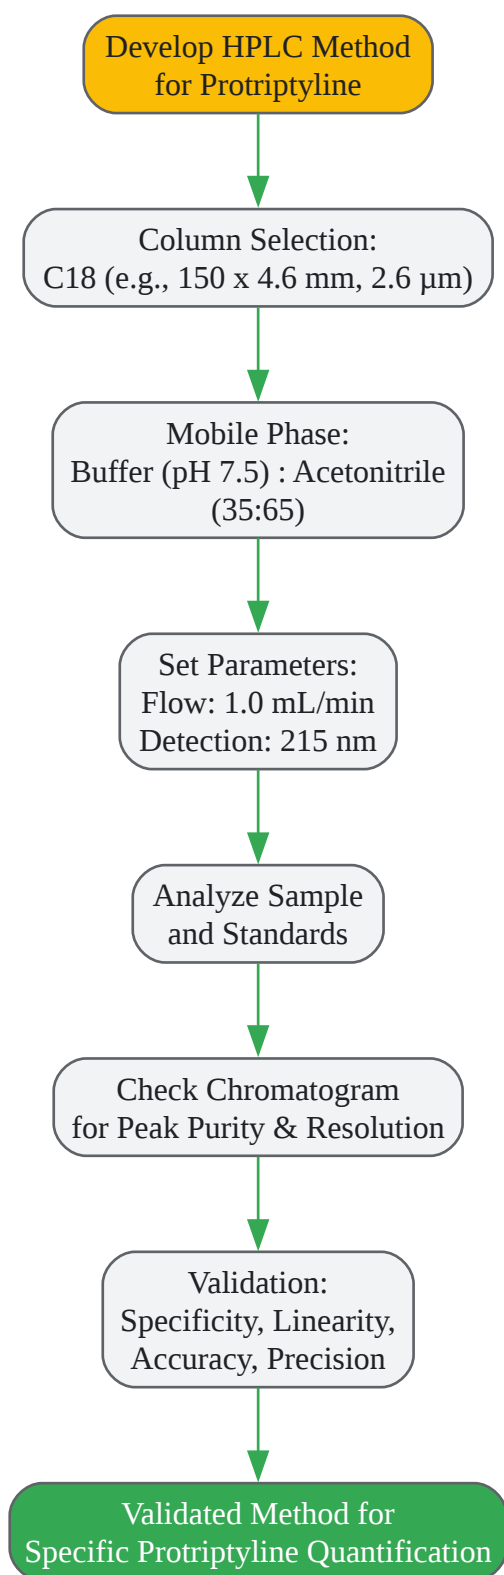 Develop HPLC Method
for Protriptyline
Column Selection:
C18 (e.g., 150 x 4.6 mm, 2.6 µm)
Mobile Phase:
Buffer (pH 7.5) : Acetonitrile
(35:65)
Set Parameters:
Flow: 1.0 mL/min
Detection: 215 nm
Analyze Sample
and Standards
Check Chromatogram
for Peak Purity & Resolution
Validation:
Specificity, Linearity,
Accuracy, Precision
Validated Method for
Specific Protriptyline Quantification